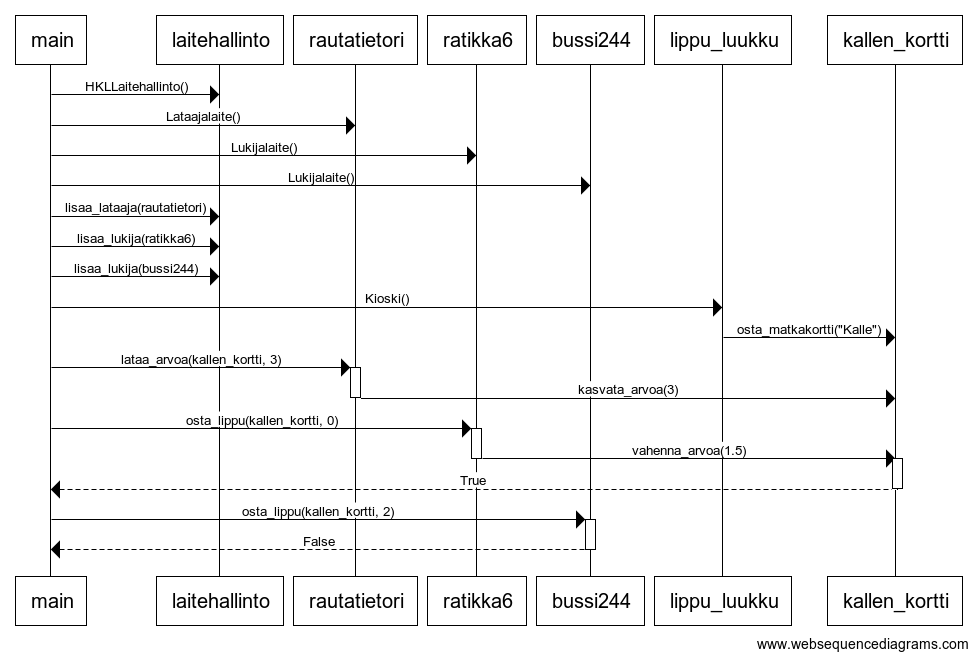 main laitehallinto rautatietori ratikka6 bussi244 lippu_luukku kallen_kortti
HKLLaitehallinto()
Lataajalaite()
Lukijalaite()
Lukijalaite()
lisaa_lataaja(rautatietori)
lisaa_lukija(ratikka6)
lisaa_lukija(bussi244)
Kioski()
osta_matkakortti("Kalle")
lataa_arvoa(kallen_kortti, 3)
kasvata_arvoa(3)
osta_lippu(kallen_kortti, 0)
vahenna_arvoa(1.5)
True
osta_lippu(kallen_kortti, 2)
False
main laitehallinto rautatietori ratikka6 bussi244 lippu_luukku kallen_kortti
www.websequencediagrams.com